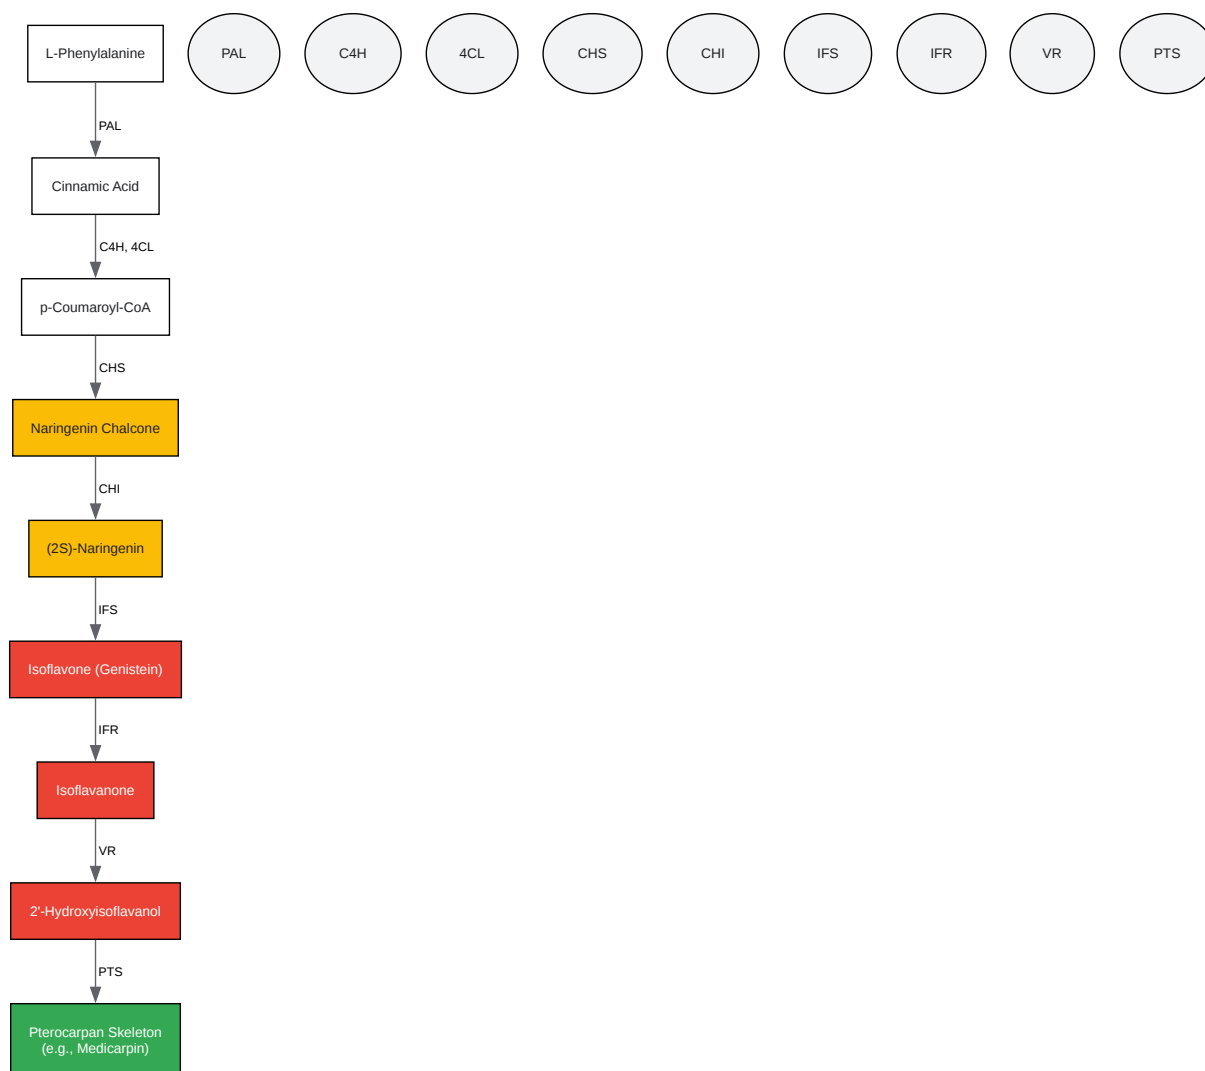 L-Phenylalanine
PAL
C4H
4CL
CHS
CHI
IFS
IFR
VR
PTS
PAL
Cinnamic Acid
C4H, 4CL
p-Coumaroyl-CoA
CHS
Naringenin Chalcone
CHI
(2S)-Naringenin
IFS
Isoflavone (Genistein)
IFR
Isoflavanone
VR
2'-Hydroxyisoflavanol
PTS
Pterocarpan Skeleton
(e.g., Medicarpin)